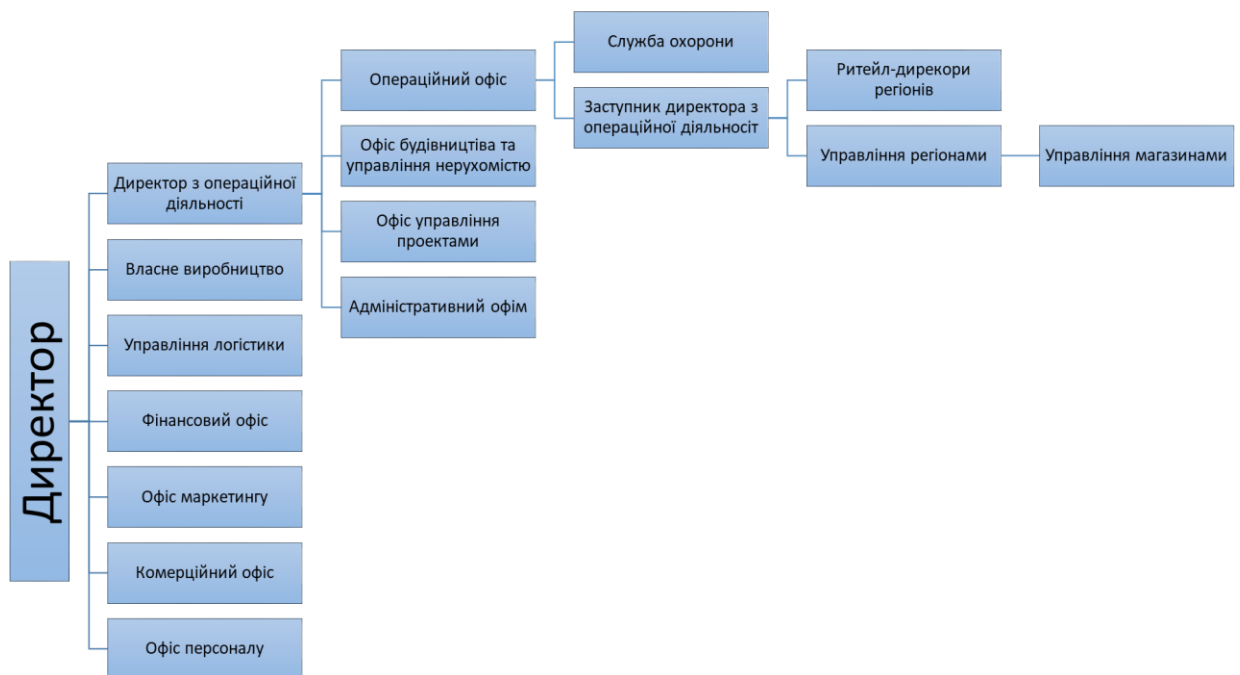 Директор
Директор з операційної
діяльності
Власне виробництво
Управління логістики
Фінансовий офіс
Офіс маркетингу
Комерційний офіс
Офіс персоналу
Операційний офіс
Офіс будівництіва та
управління нерухомістю
Офіс управління
проектами
Адміністративний офім
Служба охорони
Заступник директора з
операційної діяльносіт
Ритейл-дирекори
регіонів
Управління регіонами
Управління магазинами